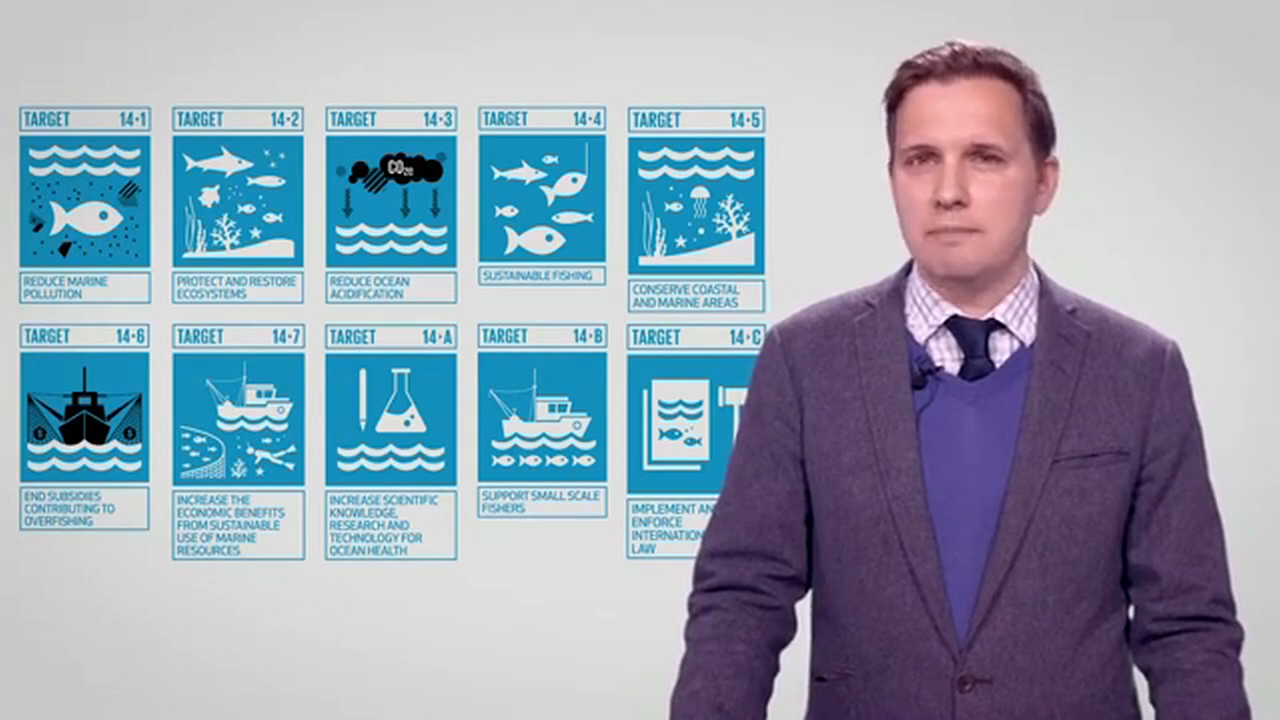 TARGET 14·1
REDUCE MARINE
POLLUTION
TARGET 14·2
PROTECT AND RESTORE
ECOSYSTEMS
TARGET 14·3
CO₂
REDUCE OCEAN
ACIDIFICATION
TARGET 14·4
SUSTAINABLE FISHING
TARGET 14·5
CONSERVE COASTAL
AND MARINE AREAS
TARGET 14·6
END SUBSIDIES
CONTRIBUTING TO
OVERFISHING
TARGET 14·7
INCREASE THE
ECONOMIC BENEFITS
FROM SUSTAINABLE
USE OF MARINE
RESOURCES
TARGET 14·A
INCREASE SCIENTIFIC
KNOWLEDGE,
RESEARCH AND
TECHNOLOGY FOR
OCEAN HEALTH
TARGET 14·B
SUPPORT SMALL SCALE
FISHERS
TARGET 14·C
IMPLEMENT AN
ENFORCE
INTERNATION
LAW